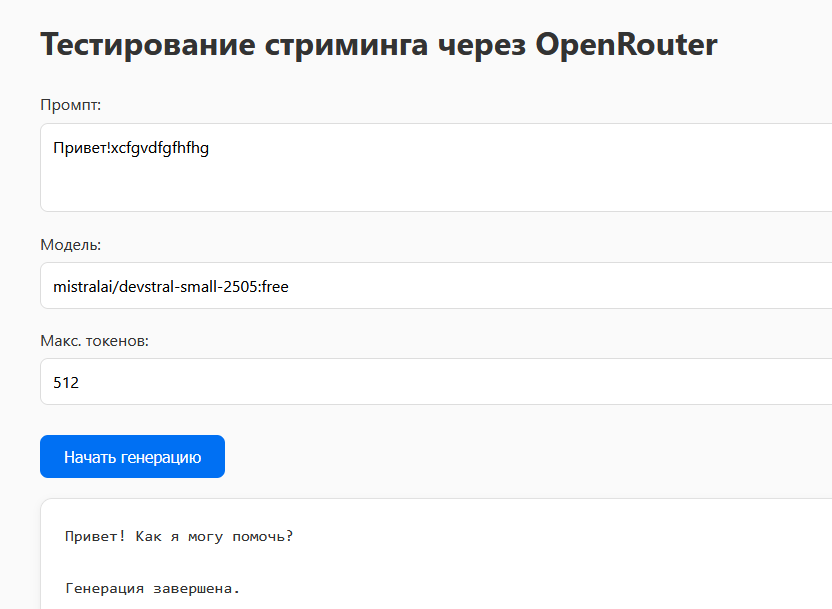 Тестирование стриминга через OpenRouter
Промпт:
Привет!xcfgvdfgfhfhg
Модель:
mistralai/devstral-small-2505:free
Макс. токенов:
512
Начать генерацию
Привет! Как я могу помочь?
Генерация завершена.